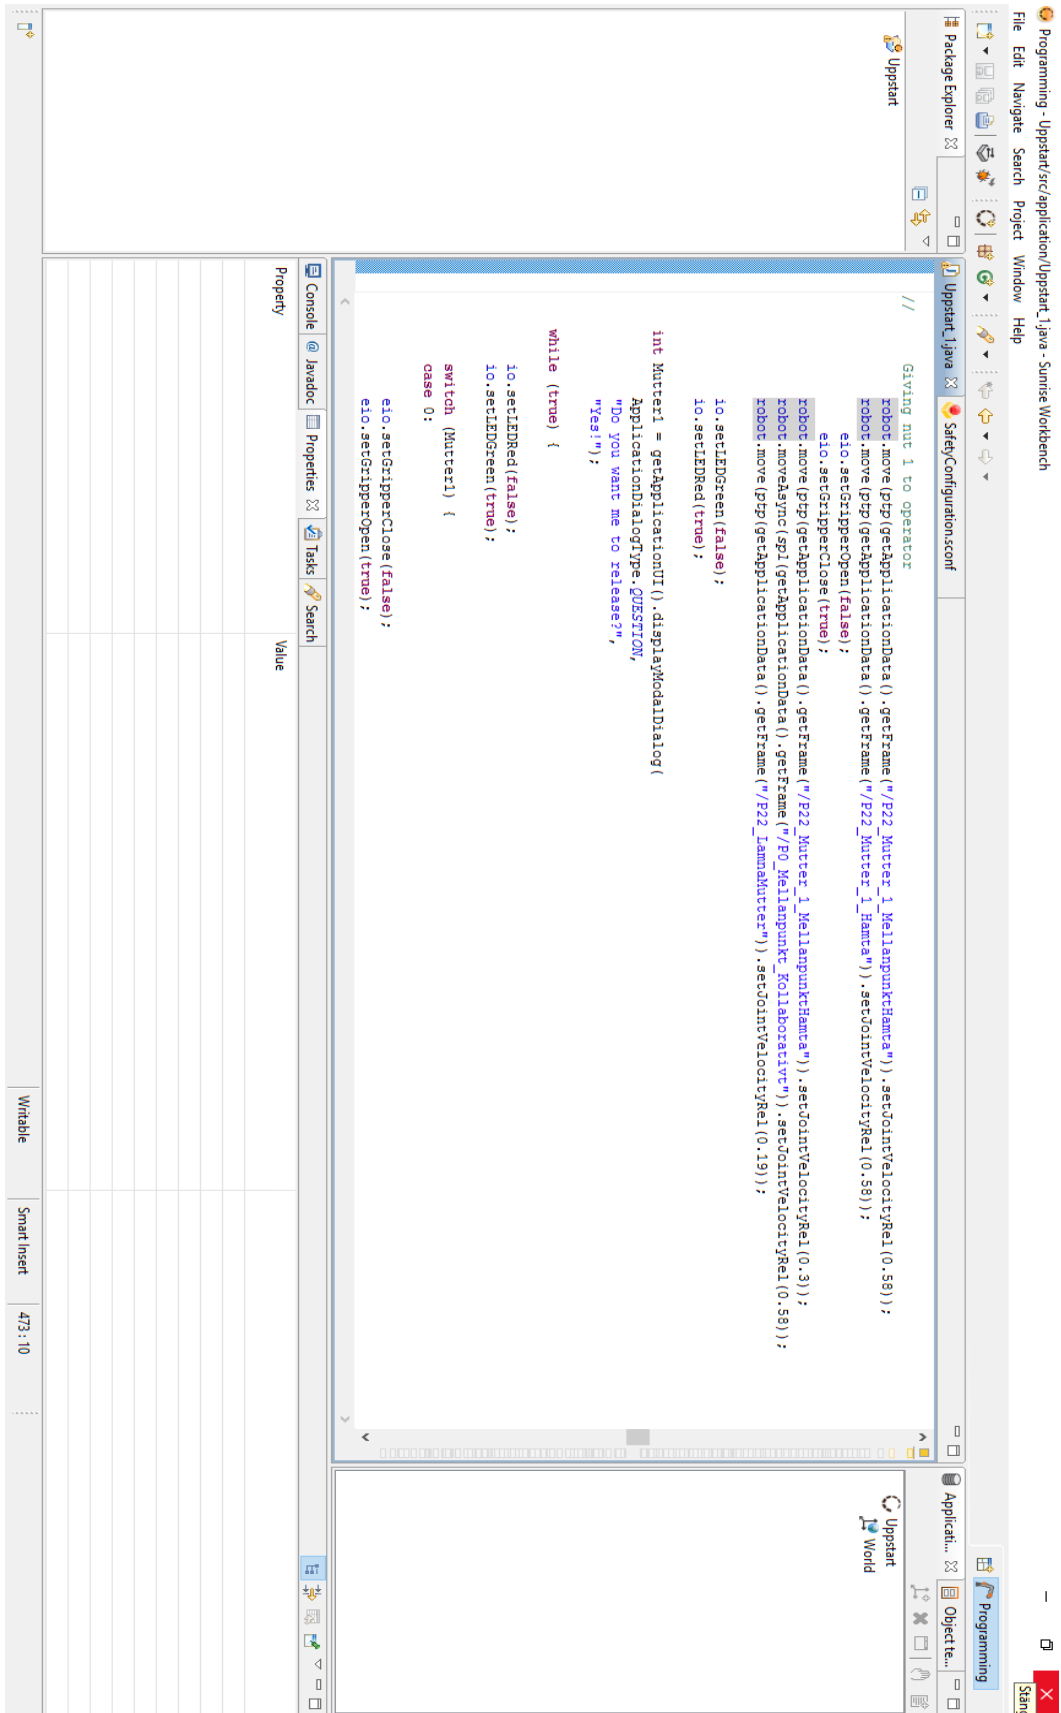 Programming - Uppstart/src/application/Uppstart_1.java - Sunrise Workbench
File Edit Navigate Search Project Window Help
Stäng
Programming
Package Explorer
Uppstart
Uppstart_1.java
SafetyConfiguration.sconf
// Giving nut 1 to operator
robot.move(ptp(getApplicationData().getFrame("/P22_Mutter_1_MellanpunktHamta")).setJointVelocityRel(0.58));
robot.move(ptp(getApplicationData().getFrame("/P22_Mutter_1_Hamta")).setJointVelocityRel(0.58));
eio.setGripperOpen(false);
eio.setGripperClose(true);
robot.move(ptp(getApplicationData().getFrame("/P22_Mutter_1_MellanpunktHamta")).setJointVelocityRel(0.3));
robot.moveAsync(spl(getApplicationData().getFrame("/P0_Mellanpunkt_Kollaborativt")).setJointVelocityRel(0.58));
robot.move(ptp(getApplicationData().getFrame("/P22_LamnaMutter")).setJointVelocityRel(0.19));
io.setLEDGreen(false);
io.setLEDRed(true);
int Mutter1 = getApplicationUI().displayModalDialog(
ApplicationDialogType.QUESTION,
"Do you want me to release?",
"Yes!");
while (true) {
io.setLEDRed(false);
io.setLEDGreen(true);
switch (Mutter1) {
case 0:
eio.setGripperClose(false);
eio.setGripperOpen(true);
Applicati...
Object te...
Uppstart
World
Console
@ Javadoc
Properties
Tasks
Search
Property
Value
Writable
Smart Insert
473 : 10